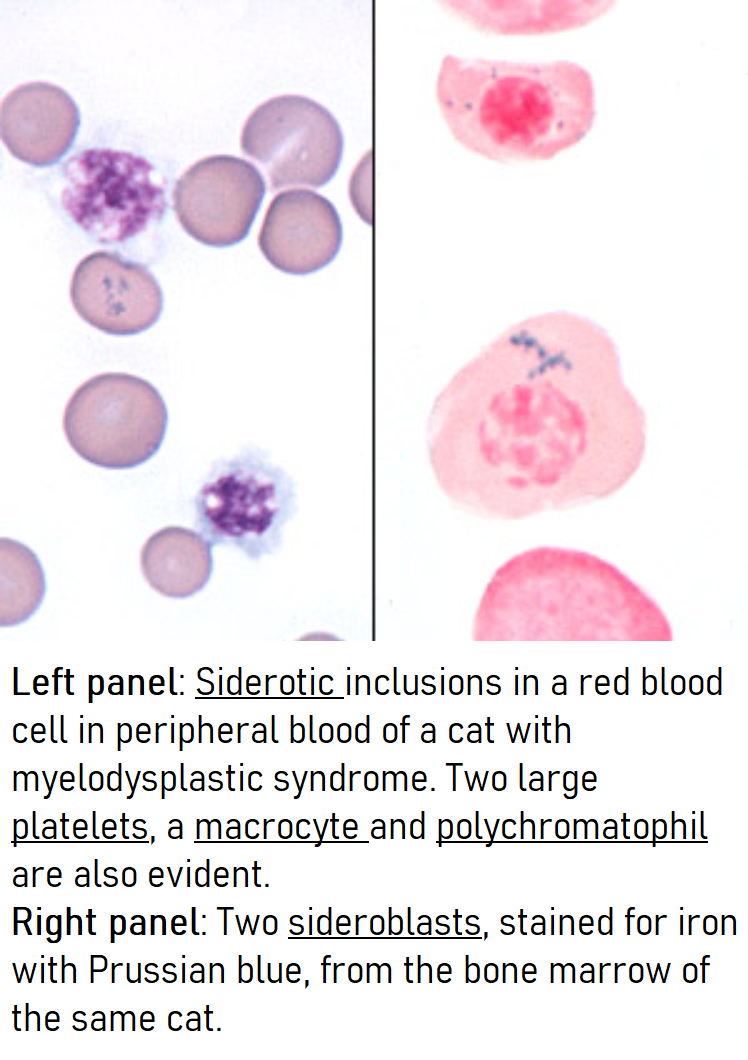 Left panel: Siderotic inclusions in a red blood
cell in peripheral blood of a cat with
myelodysplastic syndrome. Two large
platelets, a macrocyte and polychromatophil
are also evident.
Right panel: Two sideroblasts, stained for iron
with Prussian blue, from the bone marrow of
the same cat.